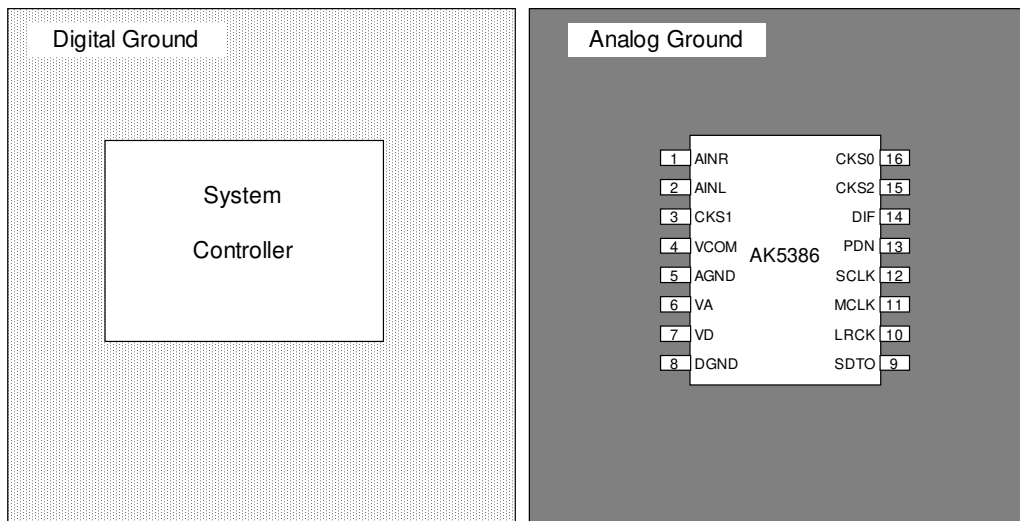 Digital Ground
Analog Ground
System
Controller
1 AINR CKS0 16
2 AINL CKS2 15
3 CKS1 DIF 14
4 VCOM PDN 13
AK5386
5 AGND SCLK 12
6 VA MCLK 11
7 VD LRCK 10
8 DGND SDTO 9